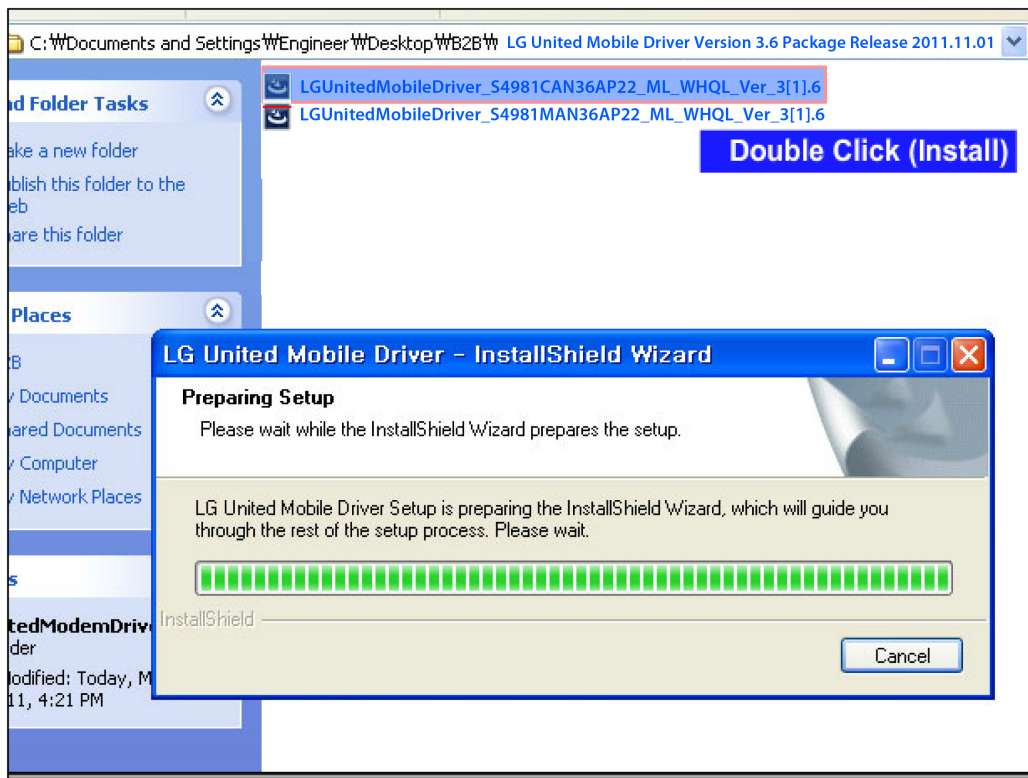 C:₩Documents and Settings₩Engineer₩Desktop₩B2B₩ LG United Mobile Driver Version 3.6 Package Release 2011.11.01
nd Folder Tasks
ake a new folder
ublish this folder to the
eb
are this folder
LGUnitedMobileDriver_S4981CAN36AP22_ML_WHQL_Ver_3[1].6
LGUnitedMobileDriver_S4981MAN36AP22_ML_WHQL_Ver_3[1].6
Double Click (Install)
Places
2B
y Documents
ared Documents
y Computer
y Network Places
s
tedModemDrive
der
odified: Today, M
11, 4:21 PM
LG United Mobile Driver - InstallShield Wizard
Preparing Setup
Please wait while the InstallShield Wizard prepares the setup.
LG United Mobile Driver Setup is preparing the InstallShield Wizard, which will guide you
through the rest of the setup process. Please wait.
InstallShield
Cancel